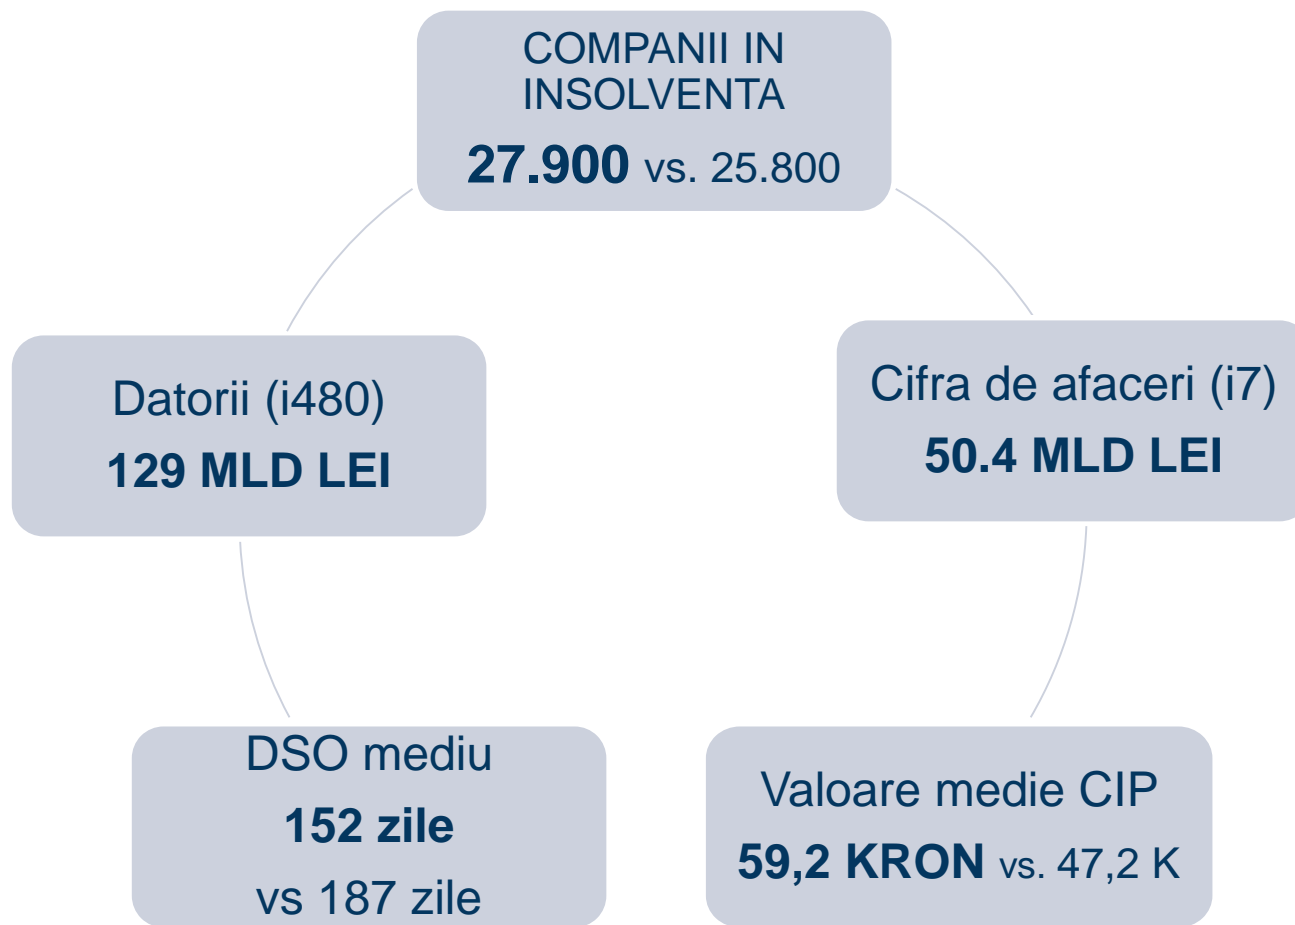 COMPANII IN
INSOLVENTA
27.900 vs. 25.800
Datorii (i480)
129 MLD LEI
Cifra de afaceri (i7)
50.4 MLD LEI
DSO mediu
152 zile
vs 187 zile
Valoare medie CIP
59,2 KRON vs. 47,2 K